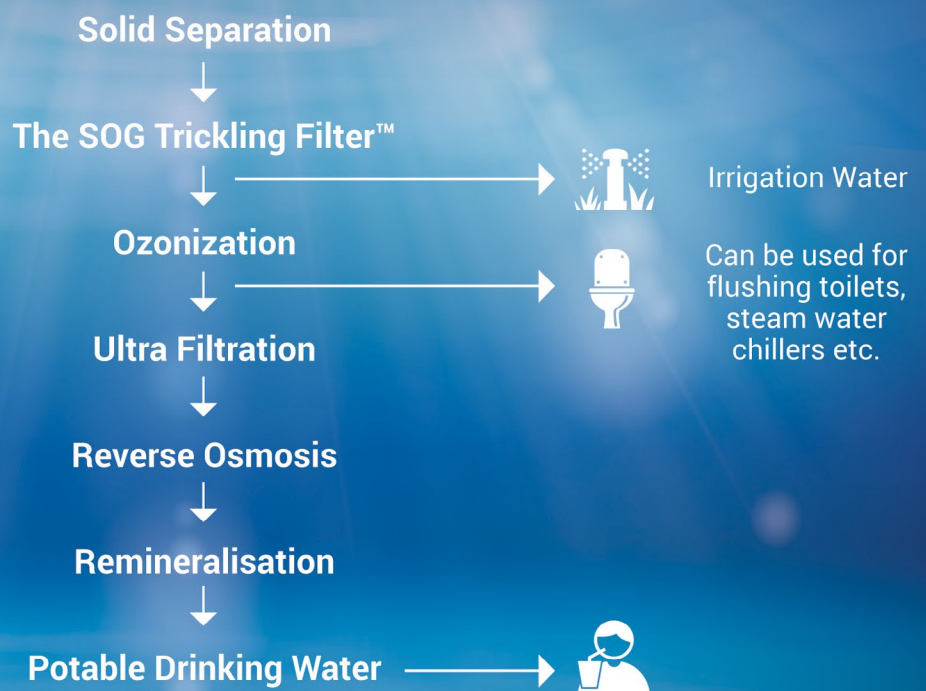 Solid Separation
The SOG Trickling Filter™
Irrigation Water
Ozonization
Can be used for
flushing toilets,
steam water
chillers etc.
Ultra Filtration
Reverse Osmosis
Remineralisation
Potable Drinking Water